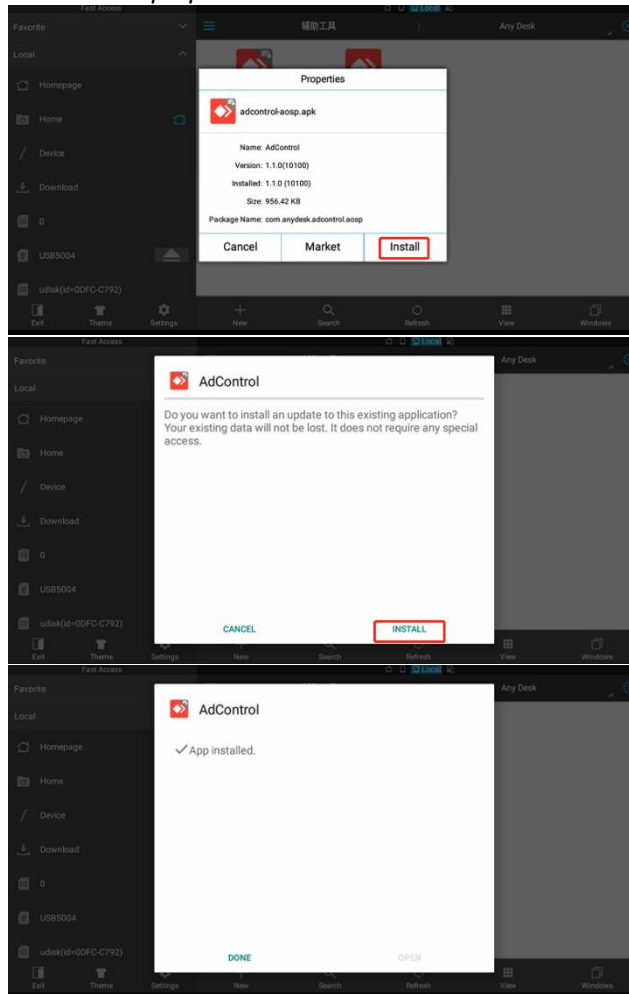 Fast Access
Local
Favorite
辅助工具
Any Desk
Local
Homepage
Home
Device
Download
0
USB5004
udisk(id=0DFC-C792)
Properties
adcontrol-aosp.apk
Name: AdControl
Version: 1.1.0(10100)
Installed: 1.1.0 (10100)
Size: 956.42 KB
Package Name: com.anydesk.adcontrol.aosp
Cancel Market Install
Exit Theme Settings New Search Refresh View Windows
Fast Access
Local
Favorite
Any Desk
Local
Homepage
Home
Device
Download
0
USB5004
udisk(id=0DFC-C792)
AdControl
Do you want to install an update to this existing application?
Your existing data will not be lost. It does not require any special
access.
CANCEL INSTALL
Exit Theme Settings New Search Refresh View Windows
Fast Access
Local
Favorite
Any Desk
Local
Homepage
Home
Device
Download
0
USB5004
udisk(id=0DFC-C792)
AdControl
App installed.
DONE OPEN
Exit Theme Settings New Search Refresh View Windows